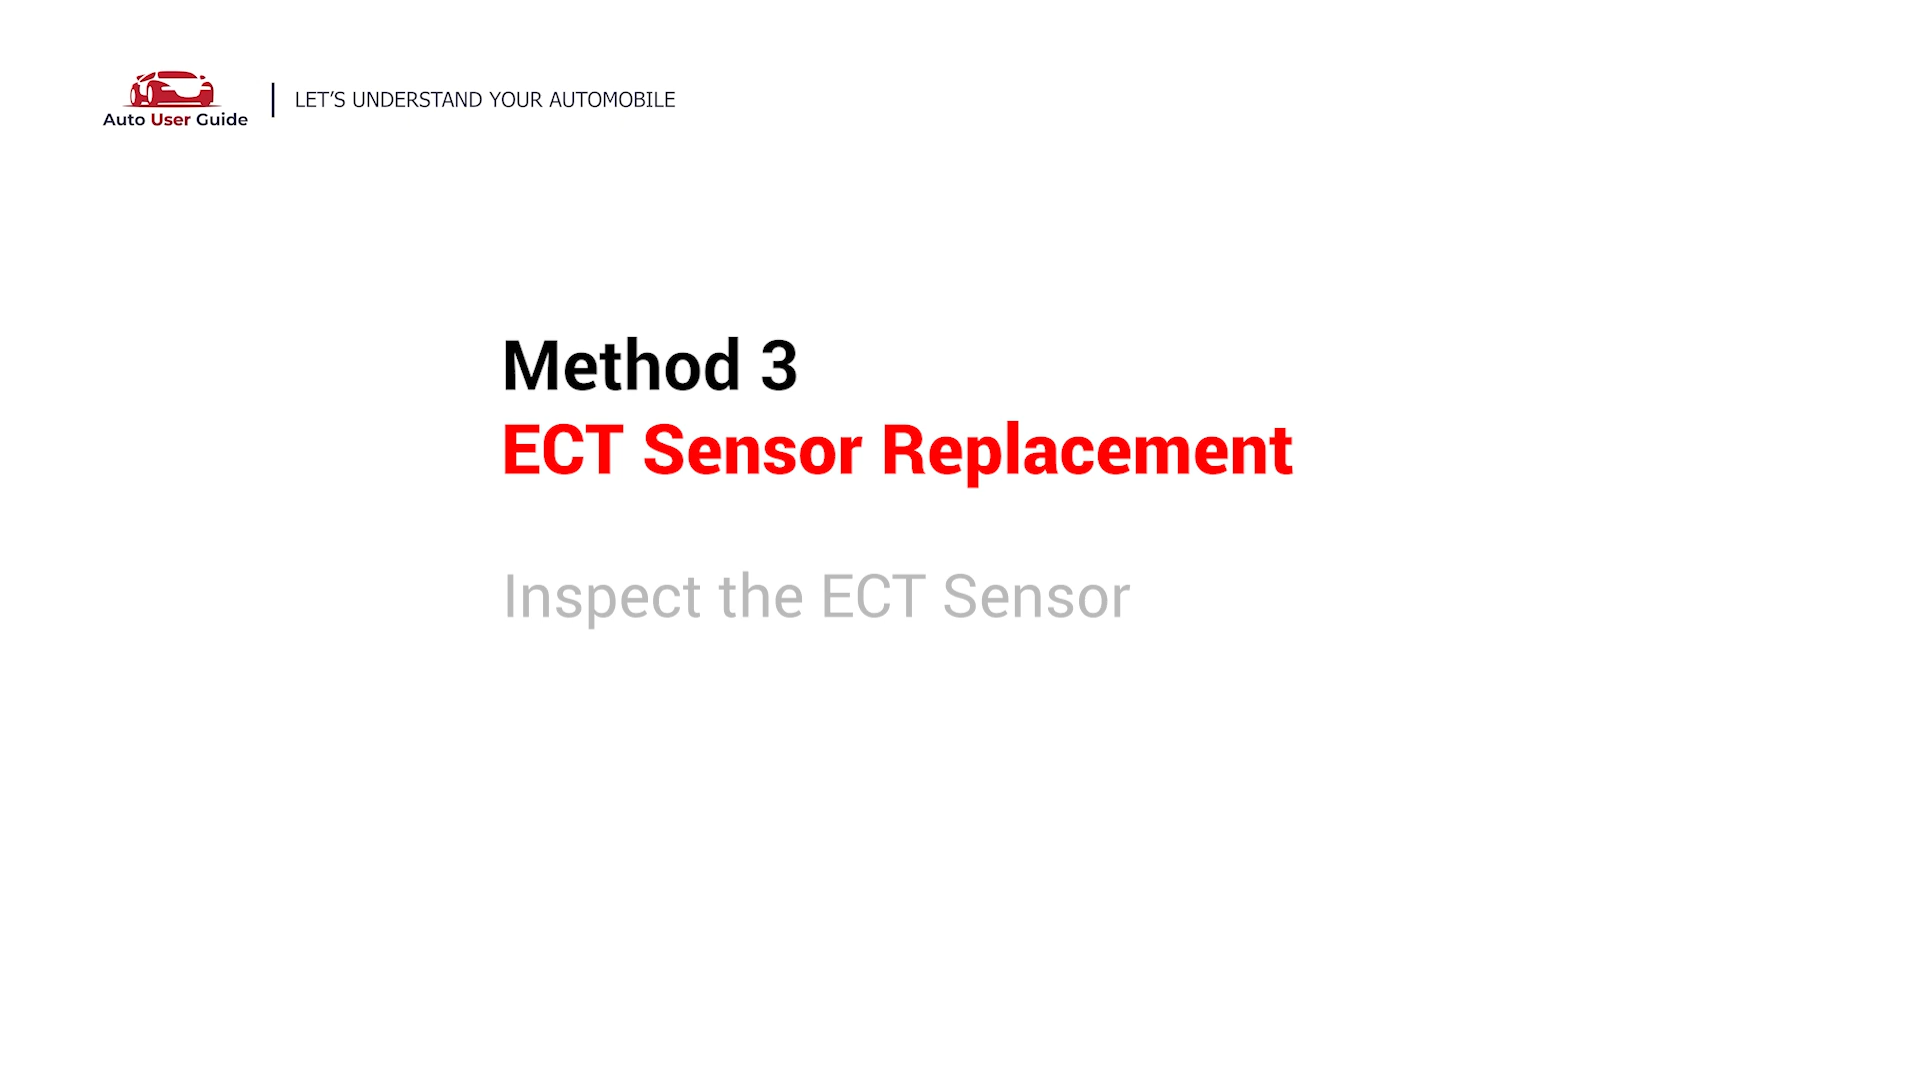 Auto User Guide
LET'S UNDERSTAND YOUR AUTOMOBILE
Method 3
ECT Sensor Replacement
Inspect the ECT Sensor